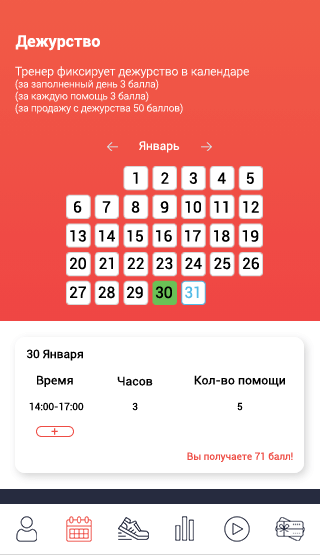 Дежурство
Тренер фиксирует дежурство в календаре
(за заполненный день 3 балла)
(за каждую помощь 3 балла)
(за продажу с дежурства 50 баллов)
← Январь →
1 2 3 4 5
6 7 8 9 10 11 12
13 14 15 16 17 18 19
20 21 22 23 24 25 26
27 28 29 30 31
30 Января
Время Часов Кол-во помощи
14:00-17:00 3 5
+
Вы получаете 71 балл!